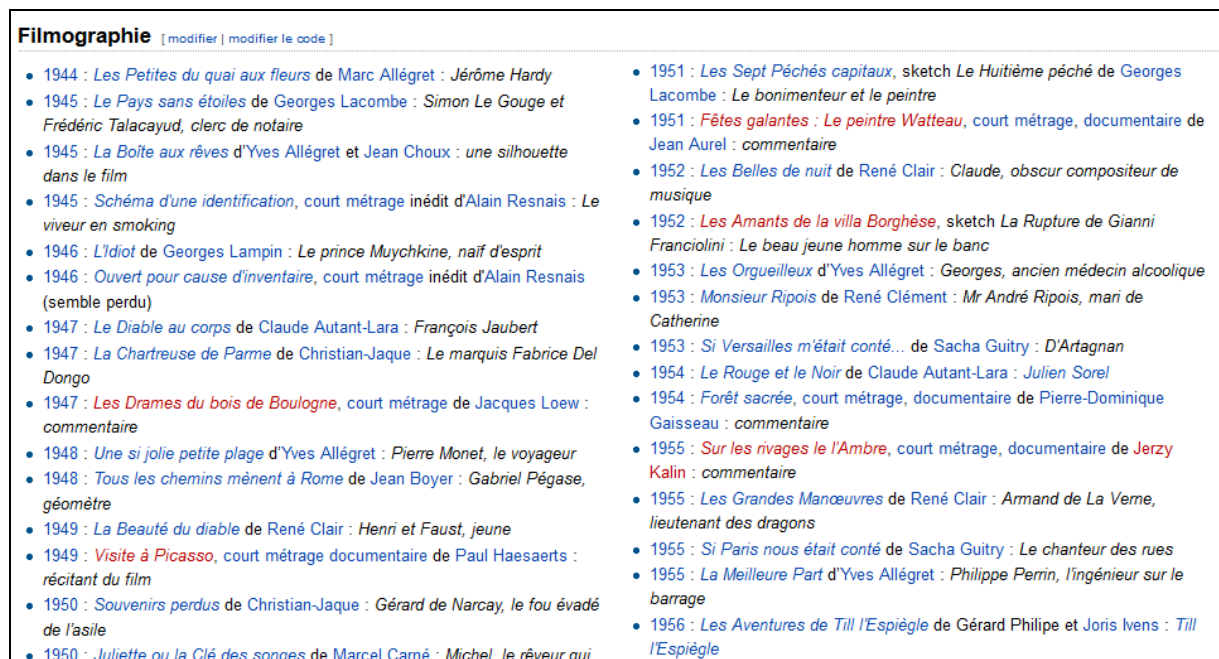 Filmographie [ modifier | modifier le code ]
1944 : Les Petites du quai aux fleurs de Marc Allégret : Jérôme Hardy
1945 : Le Pays sans étoiles de Georges Lacombe : Simon Le Gouge et
Frédéric Talacayud, clerc de notaire
1945 : La Boîte aux rêves d'Yves Allégret et Jean Choux : une silhouette
dans le film
1945 : Schéma d'une identification, court métrage inédit d'Alain Resnais : Le
viveur en smoking
1946 : L'Idiot de Georges Lampin : Le prince Muychkine, naïf d'esprit
1946 : Ouvert pour cause d'inventaire, court métrage inédit d'Alain Resnais
(semble perdu)
1947 : Le Diable au corps de Claude Autant-Lara : François Jaubert
1947 : La Chartreuse de Parme de Christian-Jaque : Le marquis Fabrice Del
Dongo
1947 : Les Drames du bois de Boulogne, court métrage de Jacques Loew :
commentaire
1948 : Une si jolie petite plage d'Yves Allégret : Pierre Monet, le voyageur
1948 : Tous les chemins mènent à Rome de Jean Boyer : Gabriel Pégase,
géomètre
1949 : La Beauté du diable de René Clair : Henri et Faust, jeune
1949 : Visite à Picasso, court métrage documentaire de Paul Haesaerts :
récitant du film
1950 : Souvenirs perdus de Christian-Jaque : Gérard de Narcay, le fou évadé
de l'asile
1950 : Juliette ou la Clé des songes de Marcel Carné : Michel, le rêveur qui
1951 : Les Sept Péchés capitaux, sketch Le Huitième péché de Georges
Lacombe : Le bonimenteur et le peintre
1951 : Fêtes galantes : Le peintre Watteau, court métrage, documentaire de
Jean Aurel : commentaire
1952 : Les Belles de nuit de René Clair : Claude, obscur compositeur de
musique
1952 : Les Amants de la villa Borghèse, sketch La Rupture de Gianni
Franciolini : Le beau jeune homme sur le banc
1953 : Les Orgueilleux d'Yves Allégret : Georges, ancien médecin alcoolique
1953 : Monsieur Ripois de René Clément : Mr André Ripois, mari de
Catherine
1953 : Si Versailles m'était conté... de Sacha Guitry : D'Artagnan
1954 : Le Rouge et le Noir de Claude Autant-Lara : Julien Sorel
1954 : Forêt sacrée, court métrage, documentaire de Pierre-Dominique
Gaisseau : commentaire
1955 : Sur les rivages le l'Ambre, court métrage, documentaire de Jerzy
Kalin : commentaire
1955 : Les Grandes Manœuvres de René Clair : Armand de La Verne,
lieutenant des dragons
1955 : Si Paris nous était conté de Sacha Guitry : Le chanteur des rues
1955 : La Meilleure Part d'Yves Allégret : Philippe Perrin, l'ingénieur sur le
barrage
1956 : Les Aventures de Till l'Espiègle de Gérard Philipe et Joris Ivens : Till
l'Espiègle